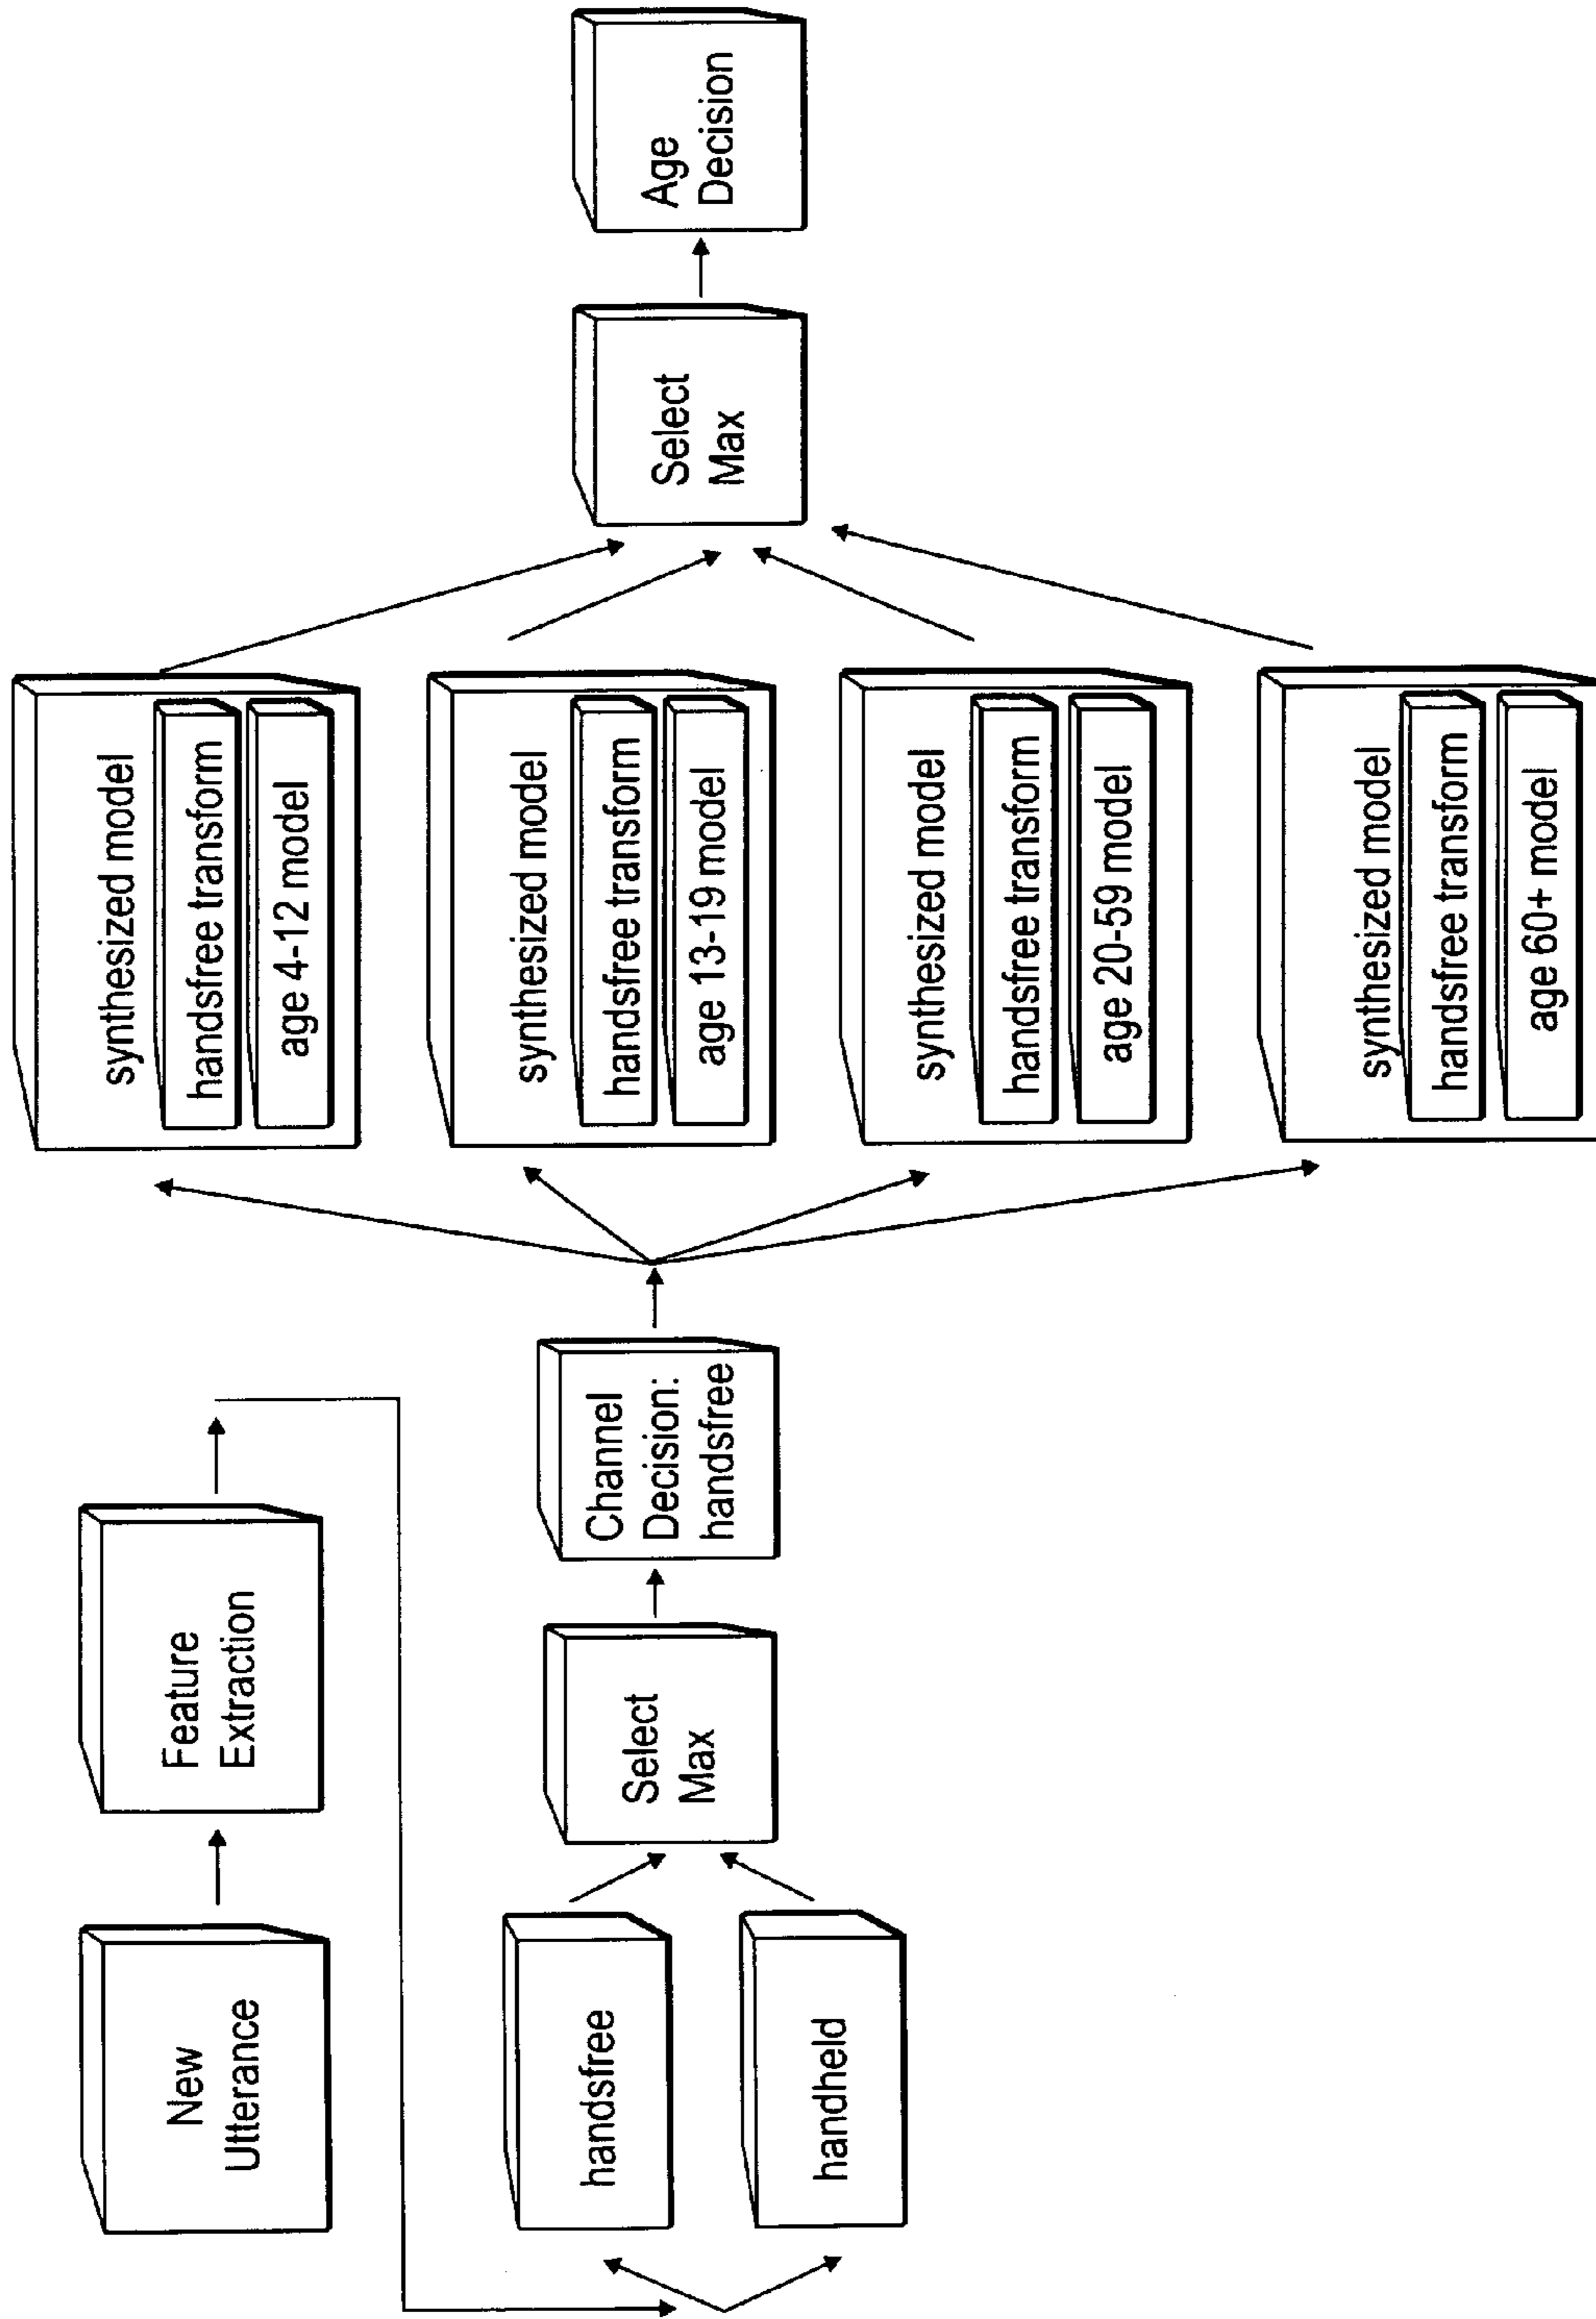 New
Utterance
Feature
Extraction
handsfree
handheld
Select
Max
Channel
Decision:
handsfree
synthesized model
handsfree transform
age 4-12 model
synthesized model
handsfree transform
age 13-19 model
synthesized model
handsfree transform
age 20-59 model
synthesized model
handsfree transform
age 60+ model
Select
Max
Age
Decision